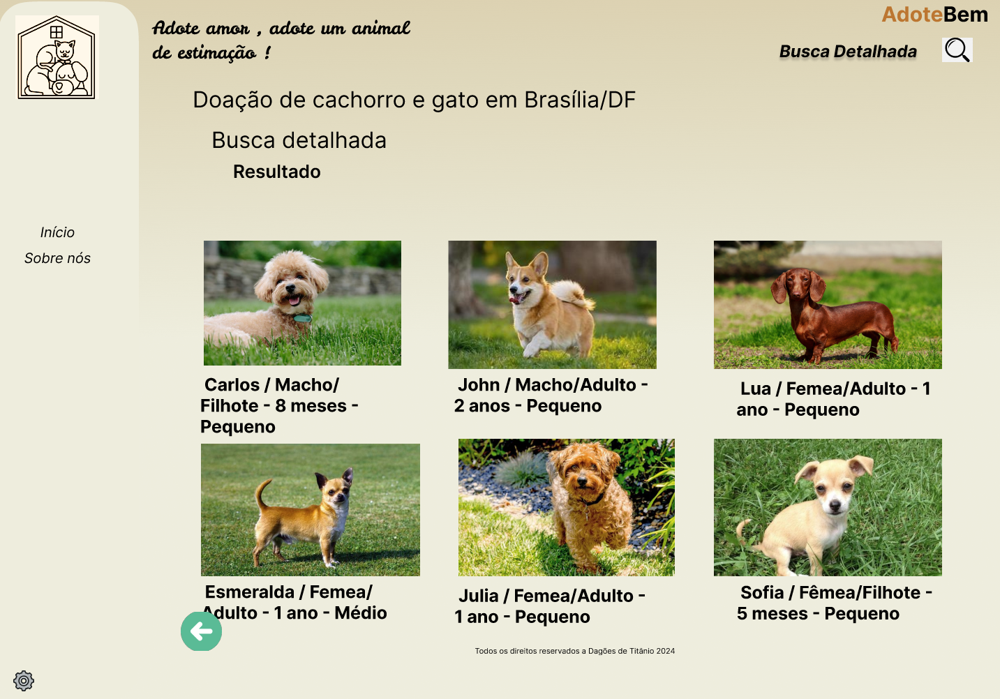 AdoteBem
Adote amor , adote um animal
de estimação !
Busca Detalhada
Doação de cachorro e gato em Brasília/DF
Busca detalhada
Resultado
Início
Sobre nós
Carlos / Macho/
Filhote - 8 meses -
Pequeno
John / Macho/Adulto -
2 anos - Pequeno
Lua / Femea/Adulto - 1
ano - Pequeno
Esmeralda / Femea/
Adulto - 1 ano - Médio
Julia / Femea/Adulto -
1 ano - Pequeno
Sofia / Fêmea/Filhote -
5 meses - Pequeno
Todos os direitos reservados a Dagões de Titânio 2024